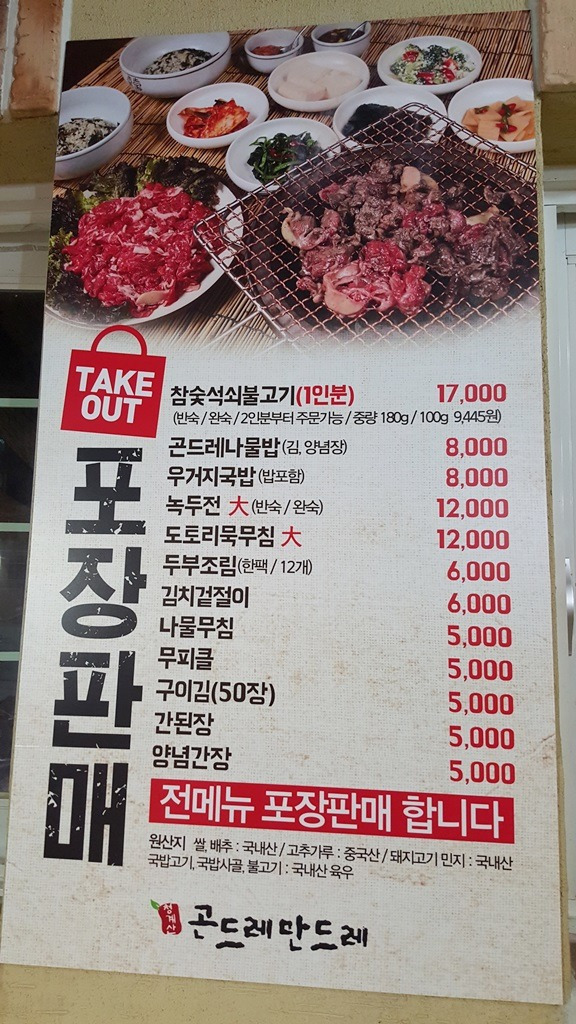 TAKE
OUT
포장판매
참숯석쇠불고기(1인분) 17,000
(반숙 / 완숙 / 2인분부터 주문가능 / 중량 180g / 100g 9,445원)
곤드레나물밥(김, 양념장) 8,000
우거지국밥(밥포함) 8,000
녹두전 大(반숙 / 완숙) 12,000
도토리묵무침 大 12,000
두부조림(한팩 / 12개) 6,000
김치겉절이 6,000
나물무침 5,000
무피클 5,000
구이김(50장) 5,000
간된장 5,000
양념간장 5,000
전메뉴 포장판매 합니다
원산지 쌀, 배추 : 국내산 / 고추가루 : 중국산 / 돼지고기 민지 : 국내산
국밥고기, 국밥사골, 불고기 : 국내산 육우
청계산 곤드레만드레